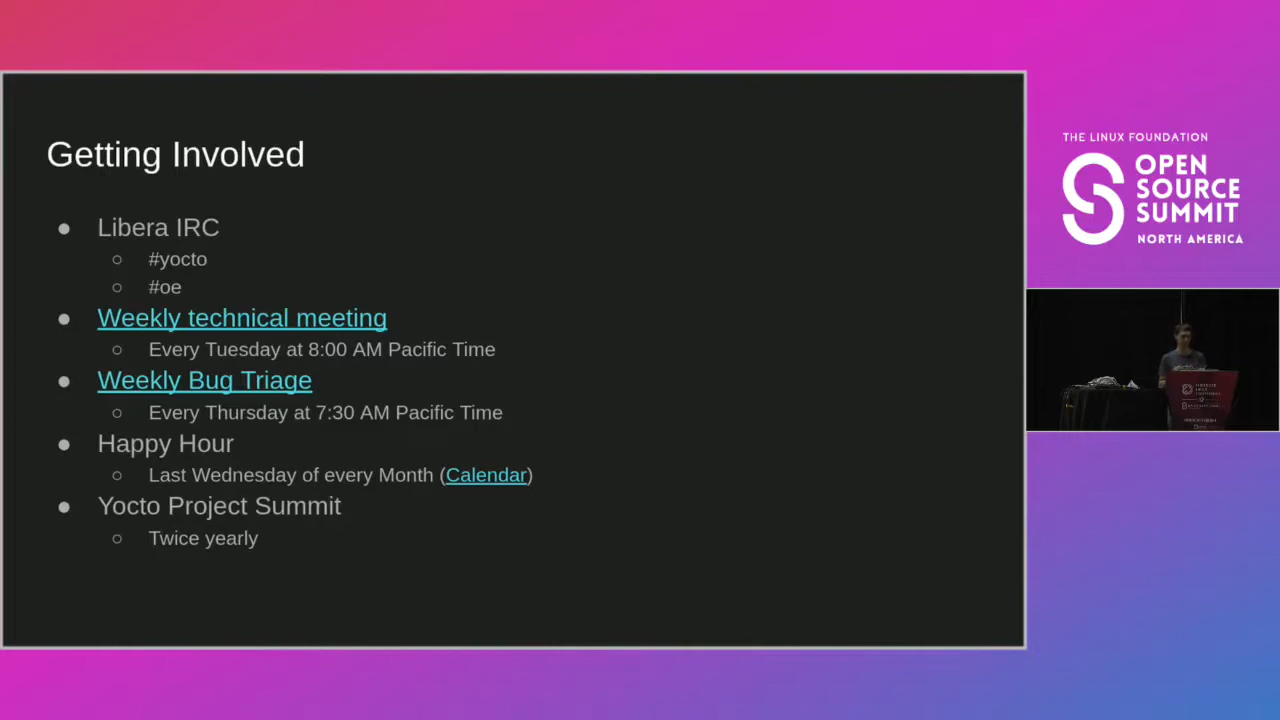 Getting Involved
● Libera IRC
○ #yocto
○ #oe
● Weekly technical meeting
○ Every Tuesday at 8:00 AM Pacific Time
● Weekly Bug Triage
○ Every Thursday at 7:30 AM Pacific Time
● Happy Hour
○ Last Wednesday of every Month (Calendar)
● Yocto Project Summit
○ Twice yearly
THE LINUX FOUNDATION
OPEN
SOURCE
SUMMIT
NORTH AMERICA